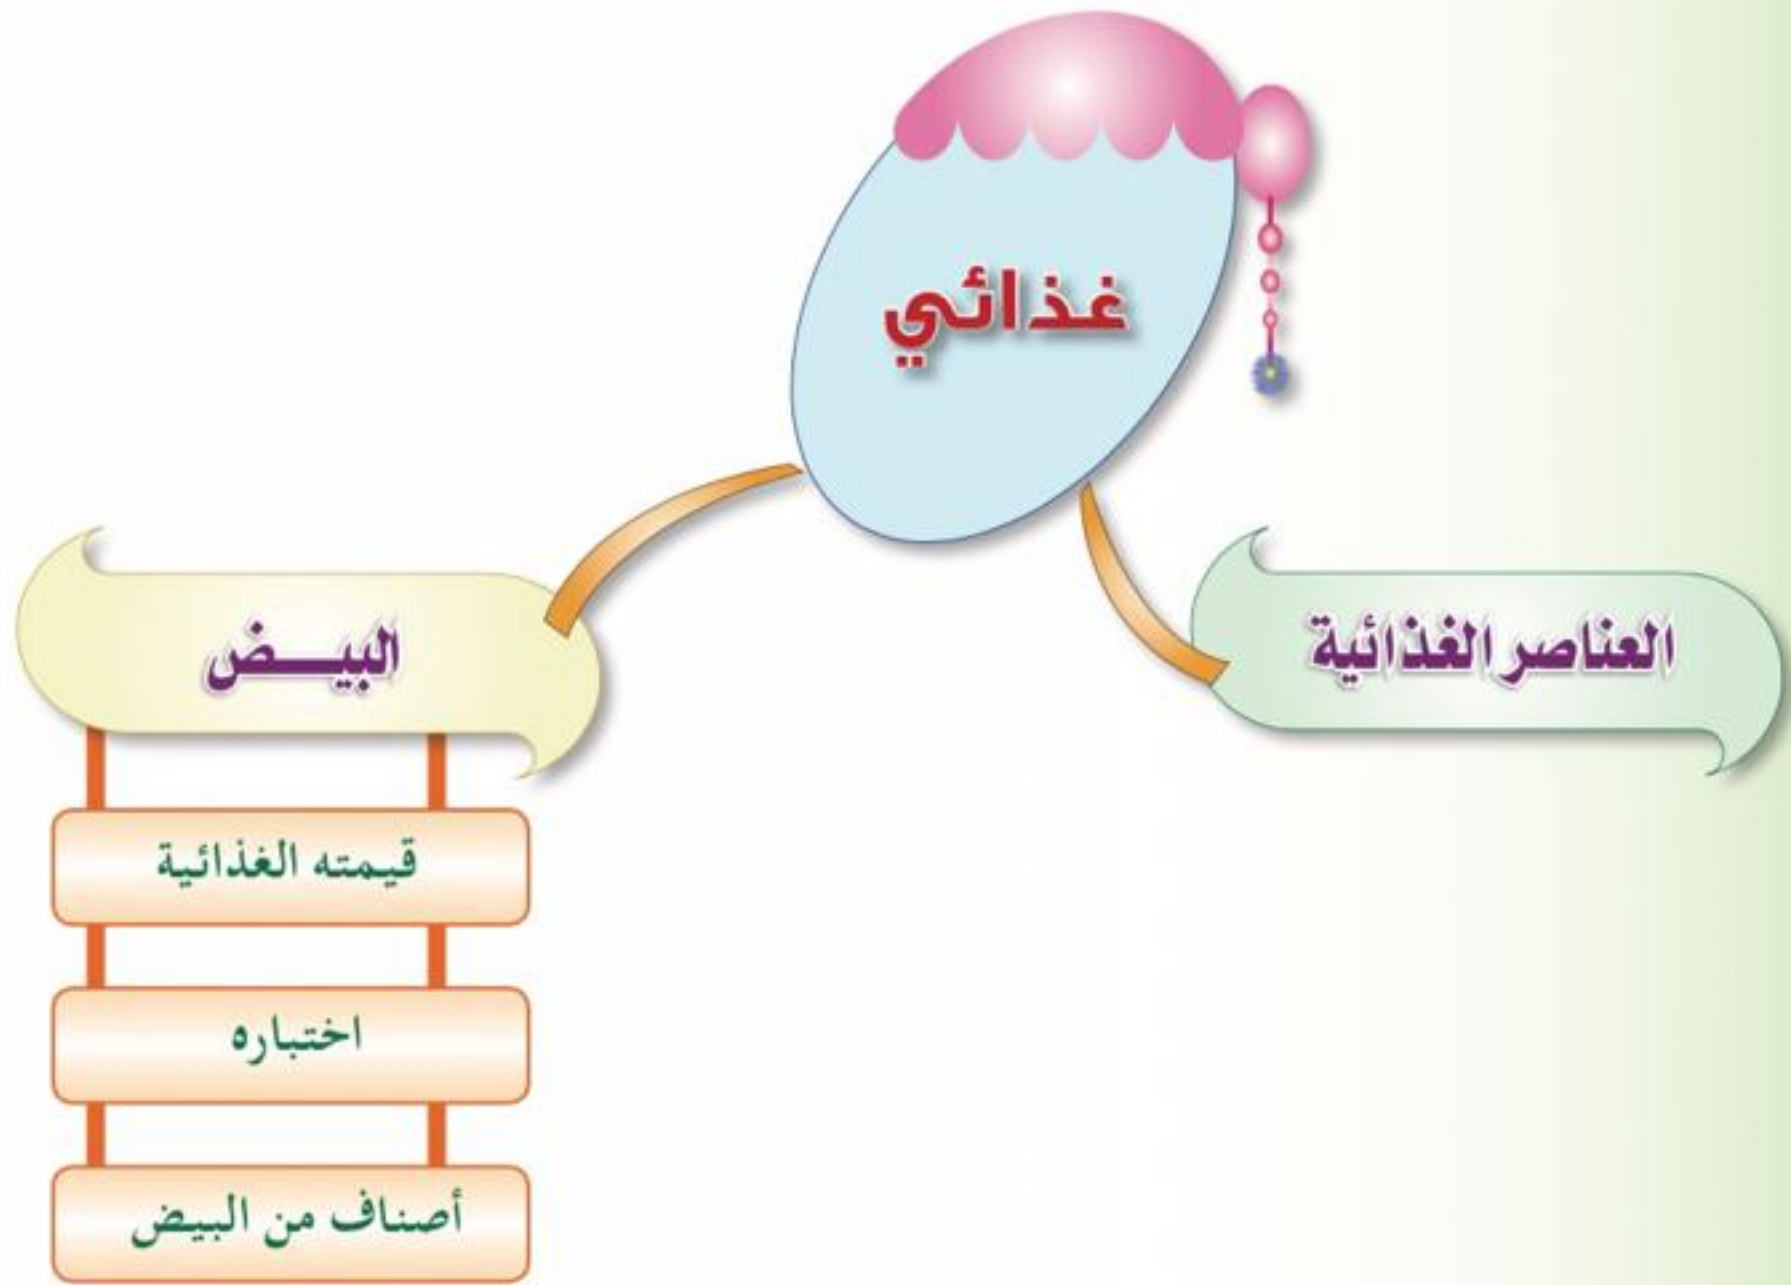 غذائي
العناصر الغذائية
البيــض
قيمته الغذائية
اختباره
أصناف من البيض